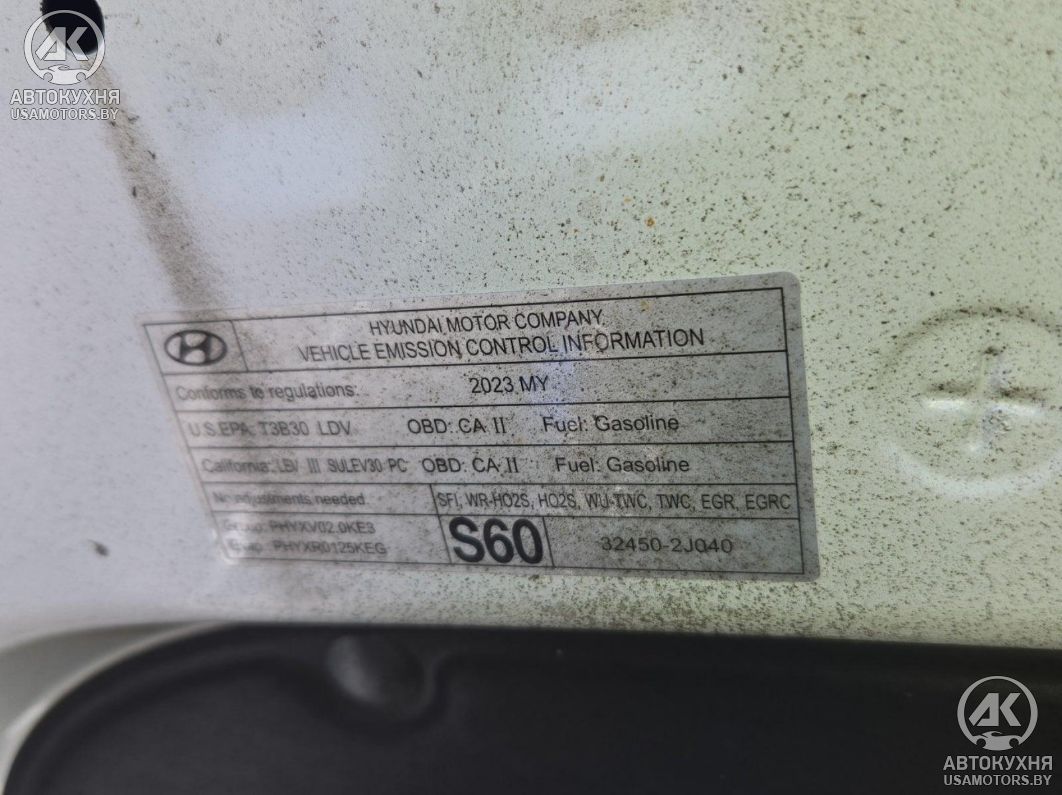 AK
АВТОКУХНЯ
USAMOTORS.BY
HYUNDAI MOTOR COMPANY
VEHICLE EMISSION CONTROL INFORMATION
Conforms to regulations: 2023 MY
U.S.EPA: T3B30 LDV OBD: CA II Fuel: Gasoline
California: LEV III SULEV30 PC OBD: CA II Fuel: Gasoline
No adjustments needed. SFI, WR-HO2S, HO2S, WU-TWC, TWC, EGR, EGRC
Group: PHYXV02.0KE3
Evap: PHYXR0125KEG
S60 32450-2J040
AK
АВТОКУХНЯ
USAMOTORS.BY